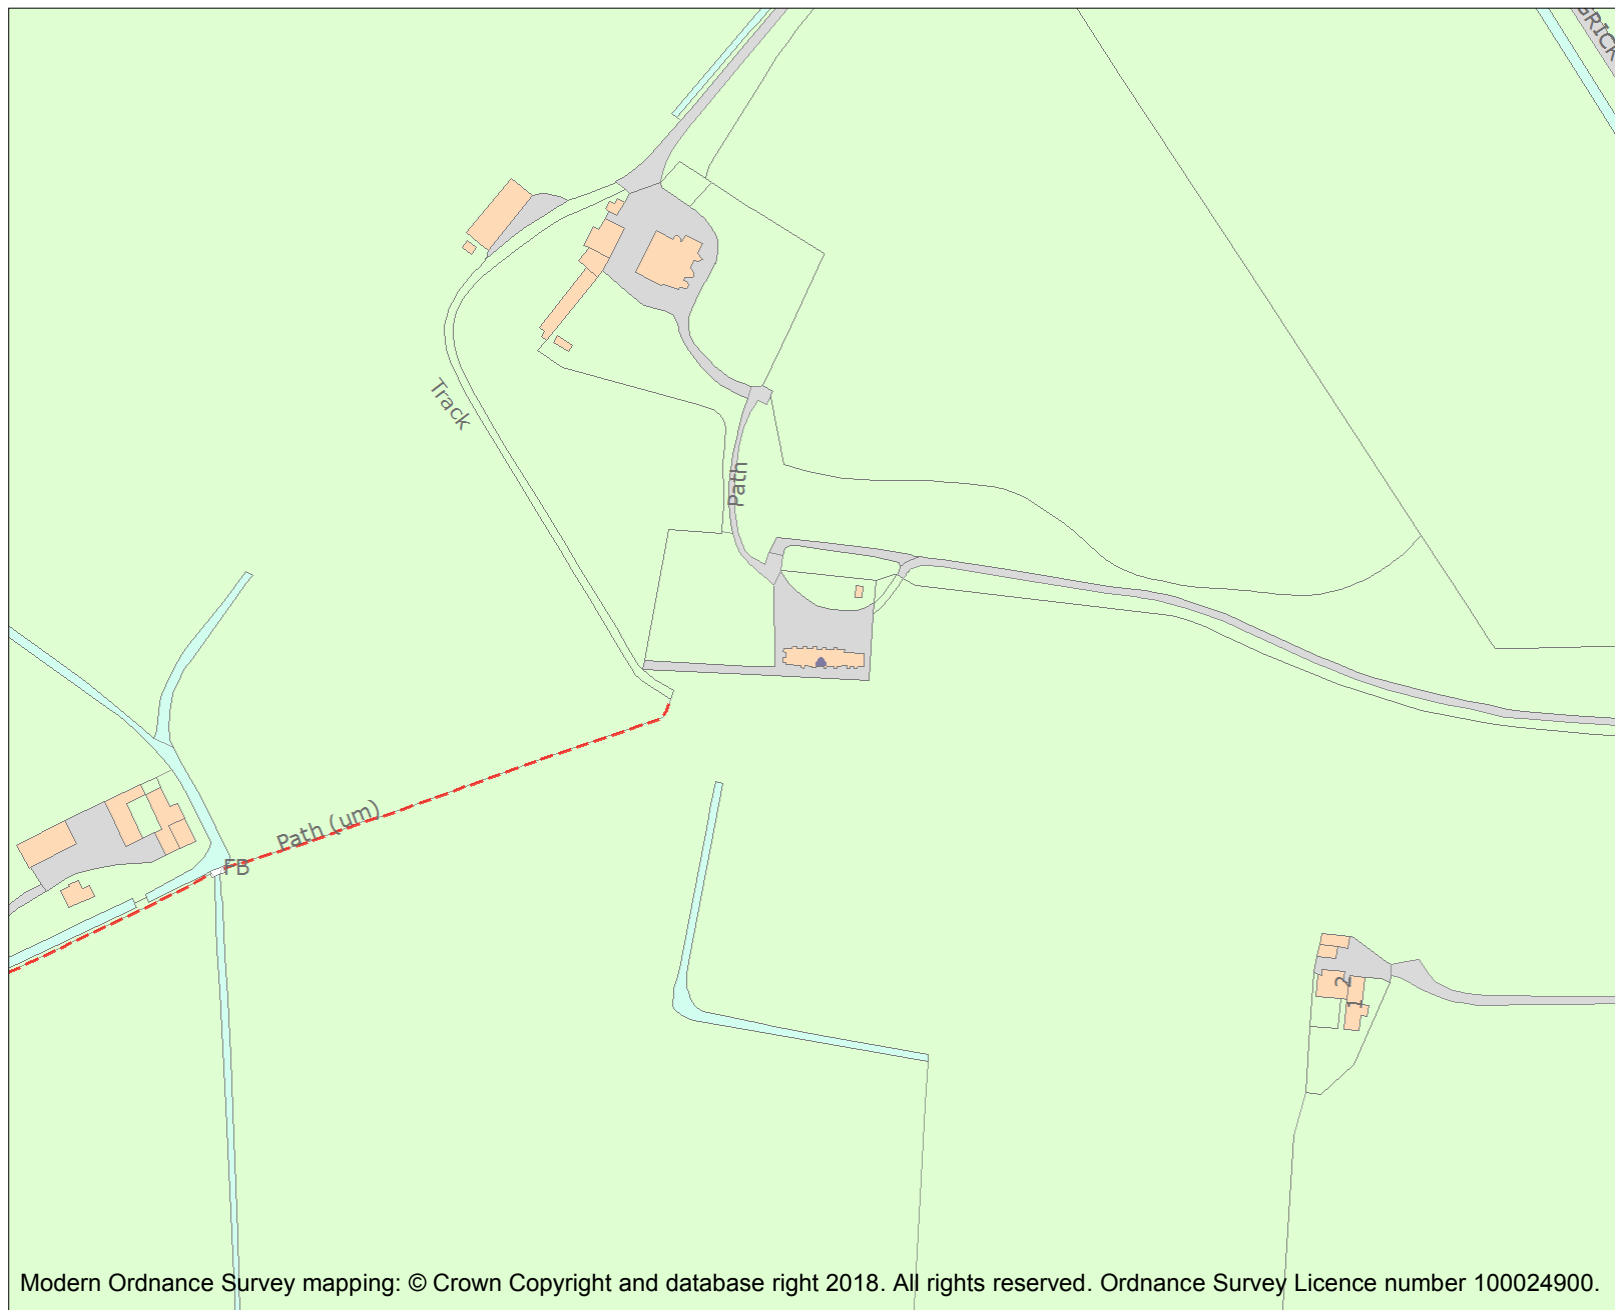 GRICK
Track
Path
Path (um)
FB
2
1
Modern Ordnance Survey mapping: © Crown Copyright and database right 2018. All rights reserved. Ordnance Survey Licence number 100024900.